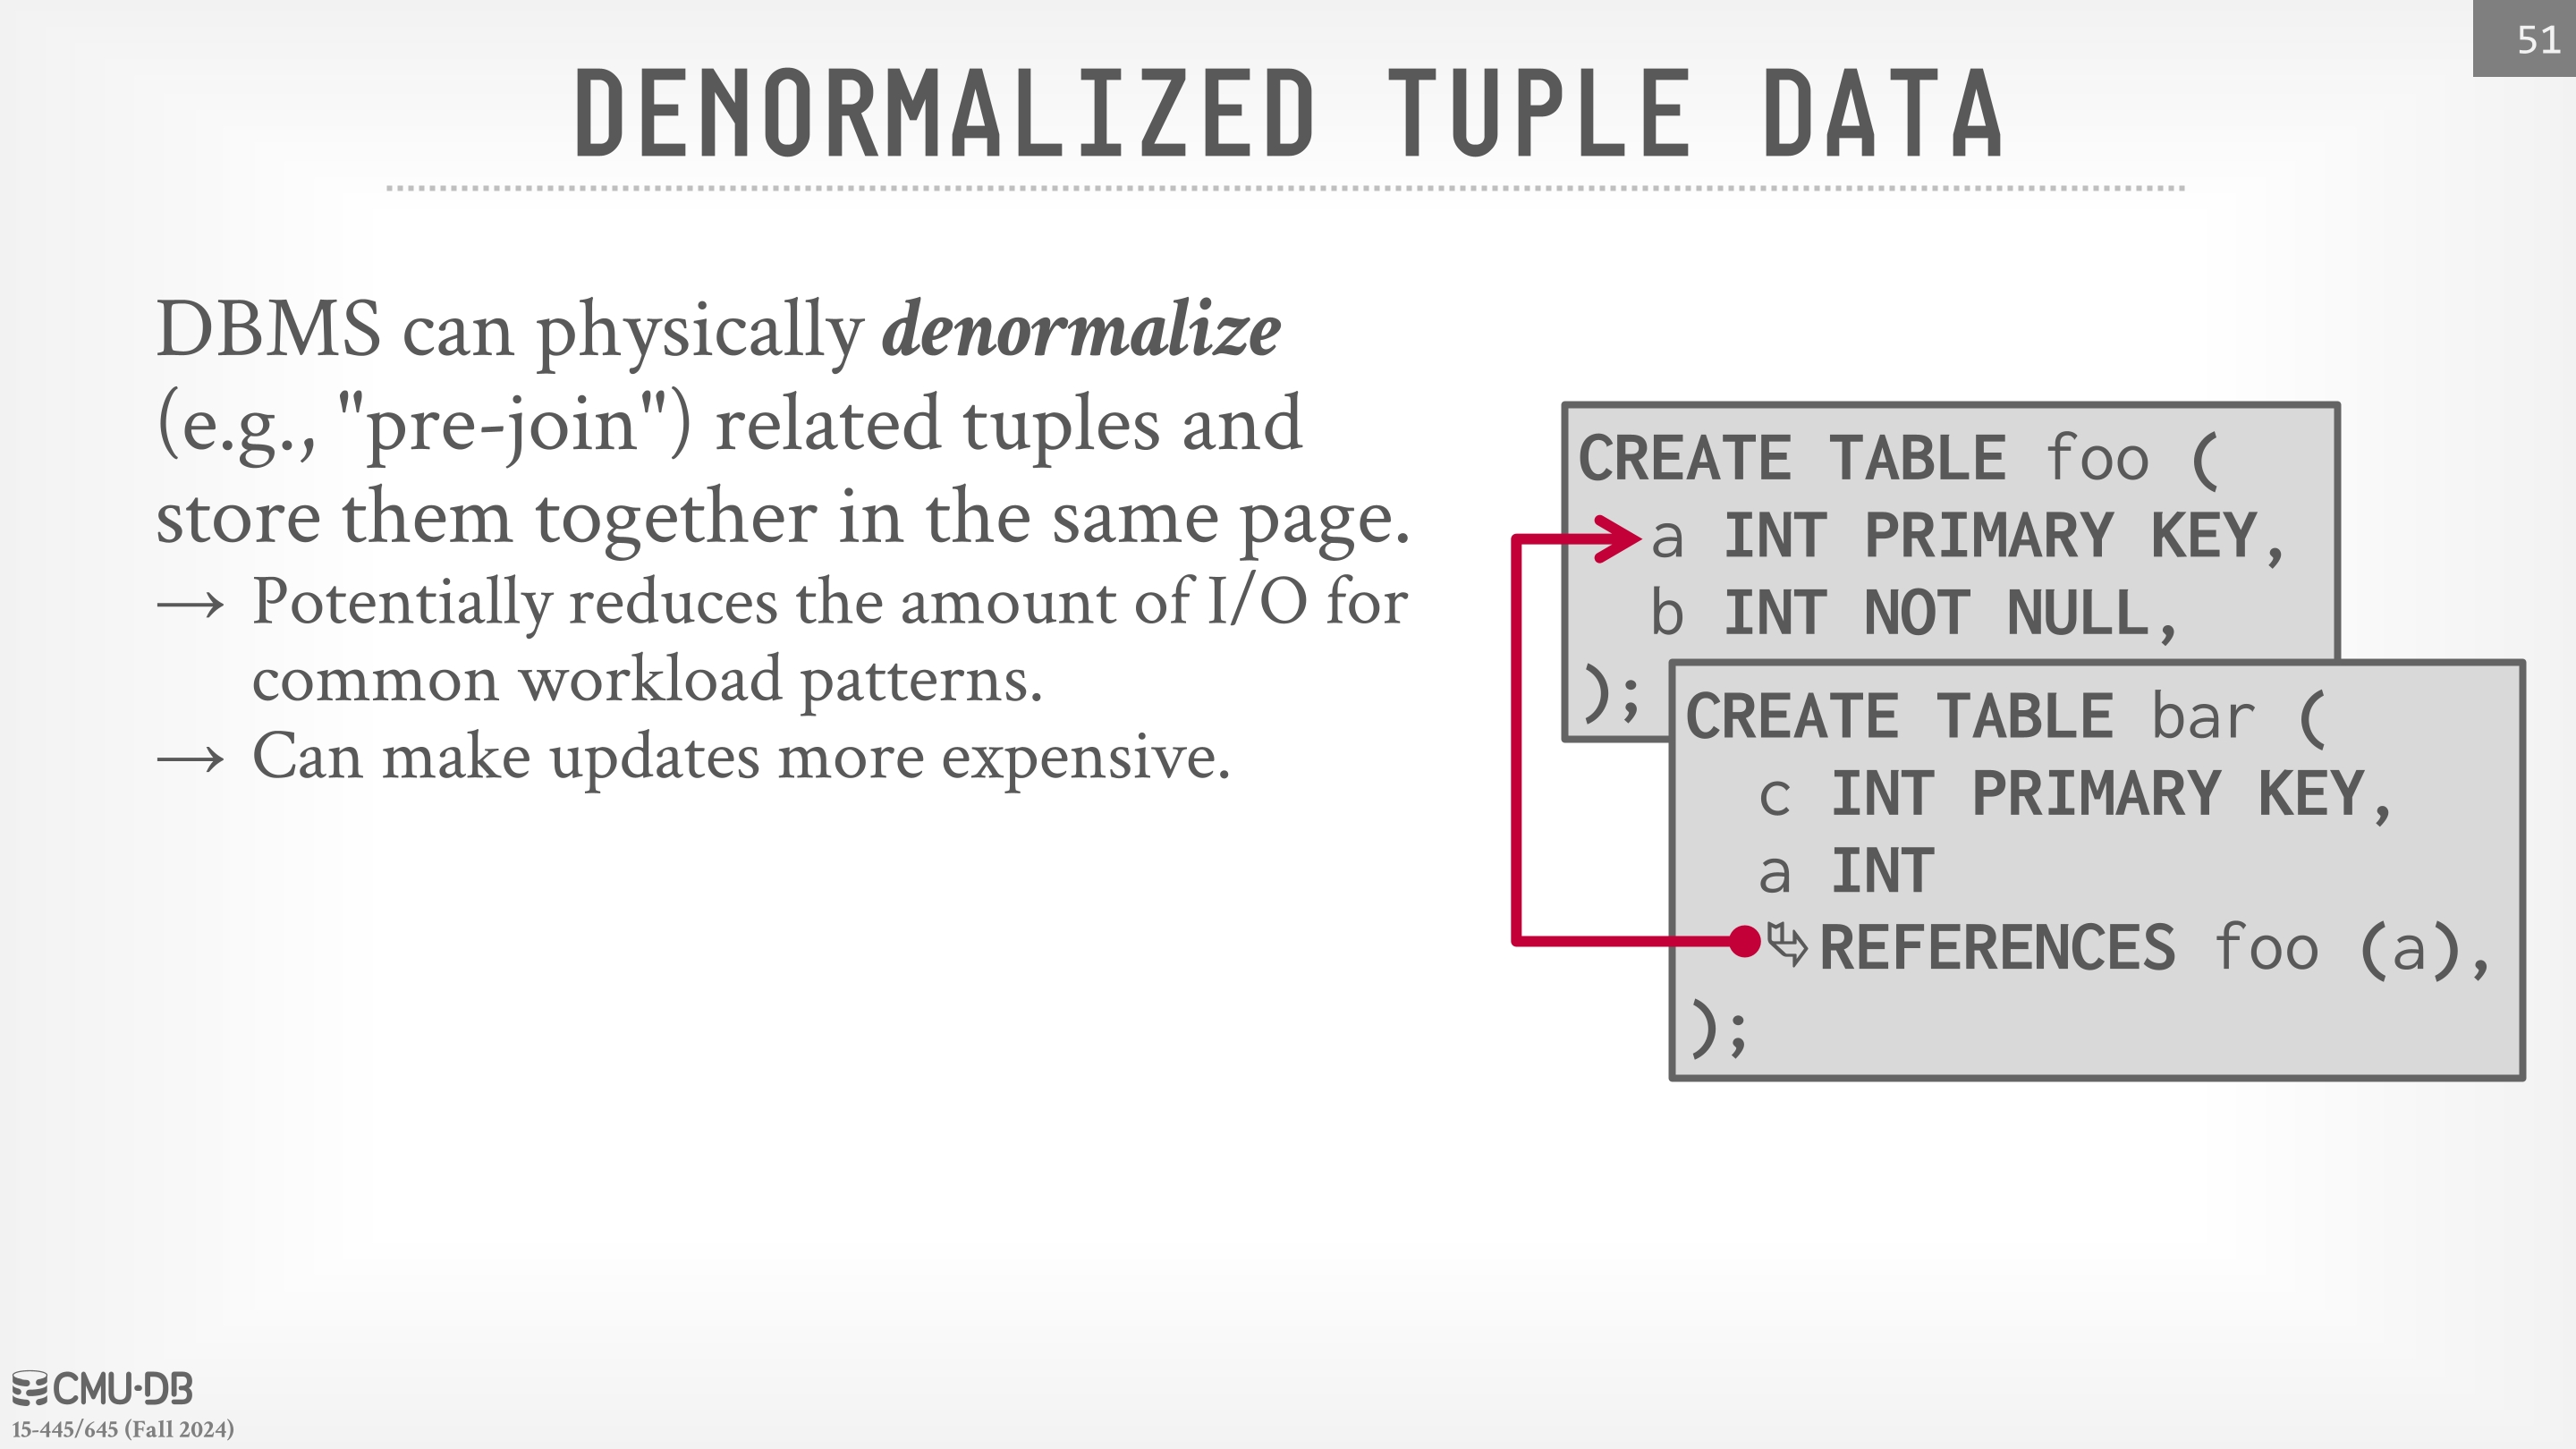 51
DENORMALIZED TUPLE DATA
DBMS can physically denormalize
(e.g., "pre-join") related tuples and
store them together in the same page.
→ Potentially reduces the amount of I/O for
common workload patterns.
→ Can make updates more expensive.
CREATE TABLE foo (
a INT PRIMARY KEY,
b INT NOT NULL,
);
CREATE TABLE bar (
c INT PRIMARY KEY,
a INT
⮱REFERENCES foo (a),
);
CMU·DB
15-445/645 (Fall 2024)